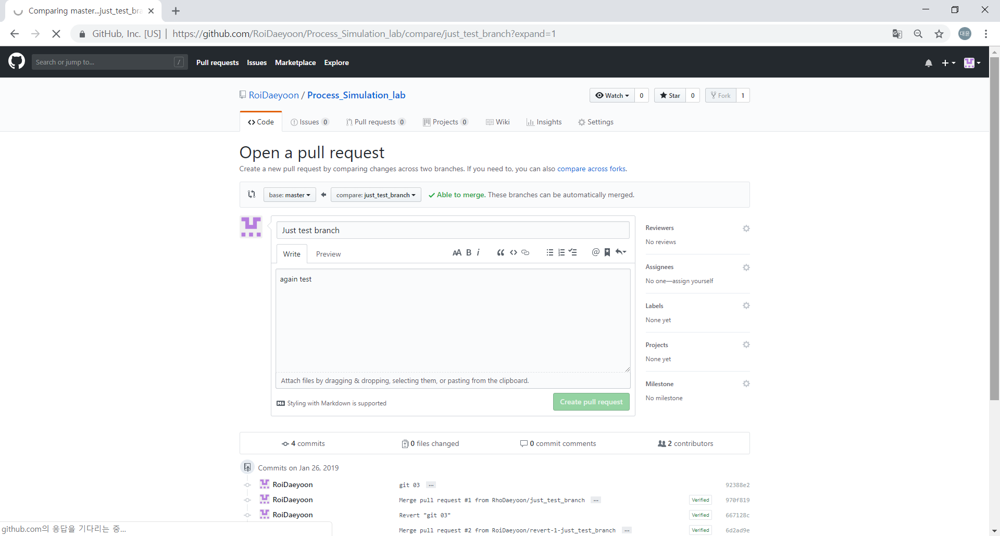 Comparing master...just_test_bra
GitHub, Inc. [US] | https://github.com/RoiDaeyoon/Process_Simulation_lab/compare/just_test_branch?expand=1
대윤
Search or jump to... /
Pull requests Issues Marketplace Explore
RoiDaeyoon / Process_Simulation_lab
Watch 0 Star 0 Fork 1
Code Issues 0 Pull requests 0 Projects 0 Wiki Insights Settings
Open a pull request
Create a new pull request by comparing changes across two branches. If you need to, you can also compare across forks.
base: master compare: just_test_branch Able to merge. These branches can be automatically merged.
Just test branch
Write Preview AA B i
again test
Attach files by dragging & dropping, selecting them, or pasting from the clipboard.
Styling with Markdown is supported
Create pull request
Reviewers
No reviews
Assignees
No one—assign yourself
Labels
None yet
Projects
None yet
Milestone
No milestone
4 commits 0 files changed 0 commit comments 2 contributors
Commits on Jan 26, 2019
RoiDaeyoon git 03 ... 92388e2
RoiDaeyoon Merge pull request #1 from RhoDaeyoon/just_test_branch ... Verified 970f819
RoiDaeyoon Revert "git 03" Verified 667128c
Merge pull request #2 from RoiDaeyoon/revert-1-just_test_branch ... Verified 6d2ad9e
github.com의 응답을 기다리는 중...